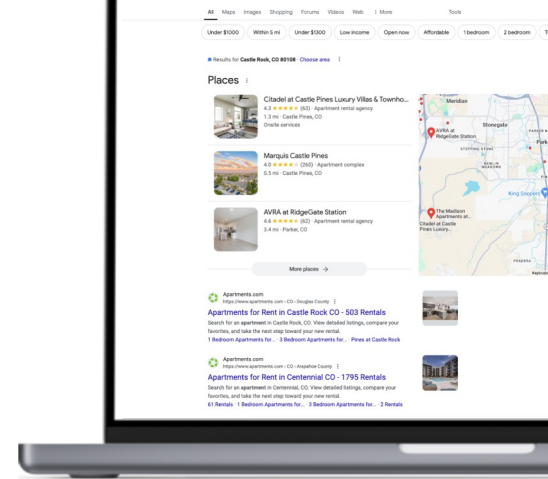 All Maps Images Shopping Forums Videos Web ⋮ More Tools
Under $1000 Within 5 mi Under $1300 Low income Open now Affordable 1 bedroom 2 bedroom
Results for Castle Rock, CO 80108 · Choose area ⋮
Places ⋮
Citadel at Castle Pines Luxury Villas & Townho...
4.3 ★★★★★ (63) · Apartment rental agency
1.3 mi · Castle Pines, CO
Onsite services
Marquis Castle Pines
4.0 ★★★★★ (260) · Apartment complex
0.5 mi · Castle Pines, CO
AVRA at RidgeGate Station
4.6 ★★★★★ (62) · Apartment rental agency
3.4 mi · Parker, CO
More places →
Meridian
Stonegate
AVRA at
RidgeGate Station
STEPPING STONE
Park
NEWLIN
MEADOWS
King Soopers
The Madison
Apartments at...
Citadel at Castle
Pines Luxury...
Apartments.com
https://www.apartments.com › CO › Douglas County ⋮
Apartments for Rent in Castle Rock CO - 503 Rentals
Search for an apartment in Castle Rock, CO. View detailed listings, compare your
favorites, and take the next step toward your new rental.
1 Bedroom Apartments for... · 3 Bedroom Apartments for... · Pines at Castle Rock
Apartments.com
https://www.apartments.com › CO › Arapahoe County ⋮
Apartments for Rent in Centennial CO - 1795 Rentals
Search for an apartment in Centennial, CO. View detailed listings, compare your
favorites, and take the next step toward your new rental.
61 Rentals · 1 Bedroom Apartments for... · 3 Bedroom Apartments for... · 2 Rentals